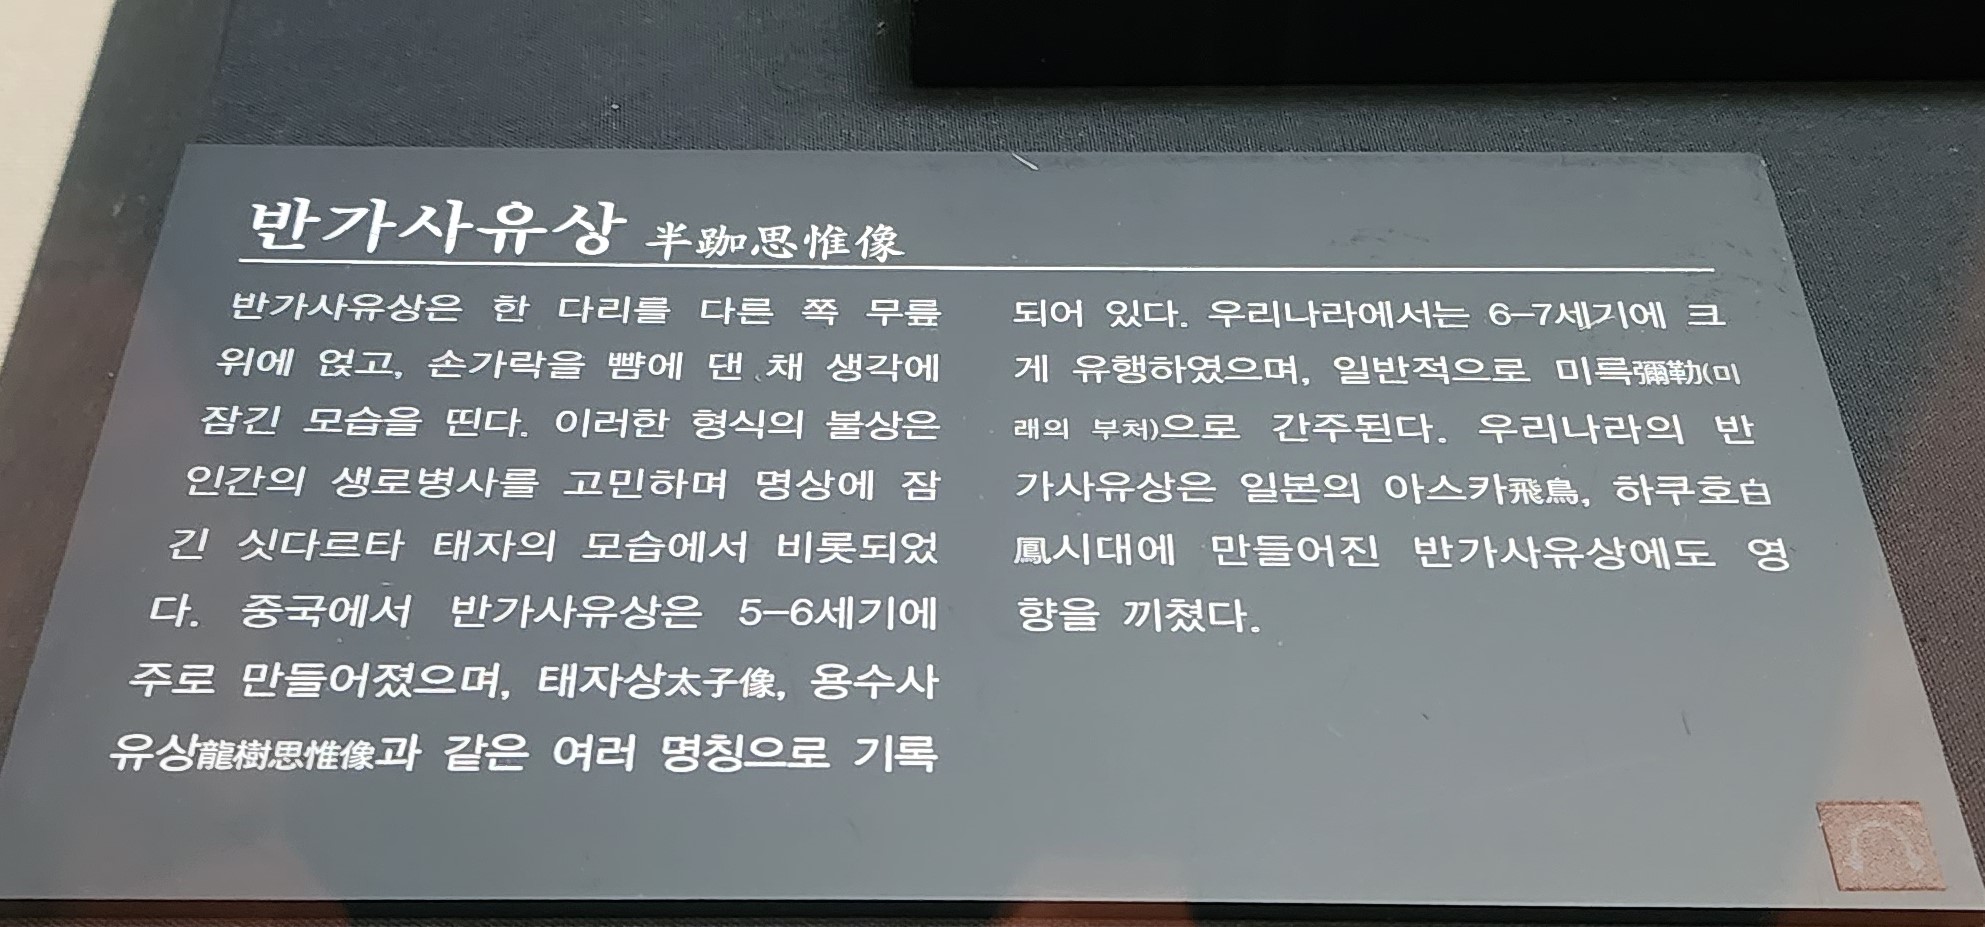 반가사유상 半跏思惟像
반가사유상은 한 다리를 다른 쪽 무릎
위에 얹고, 손가락을 뺨에 댄 채 생각에
잠긴 모습을 띤다. 이러한 형식의 불상은
인간의 생로병사를 고민하며 명상에 잠
긴 싯다르타 태자의 모습에서 비롯되었
다. 중국에서 반가사유상은 5-6세기에
주로 만들어졌으며, 태자상太子像, 용수사
유상龍樹思惟像과 같은 여러 명칭으로 기록
되어 있다. 우리나라에서는 6-7세기에 크
게 유행하였으며, 일반적으로 미륵彌勒(미
래의 부처)으로 간주된다. 우리나라의 반
가사유상은 일본의 아스카飛鳥, 하쿠호白
鳳시대에 만들어진 반가사유상에도 영
향을 끼쳤다.